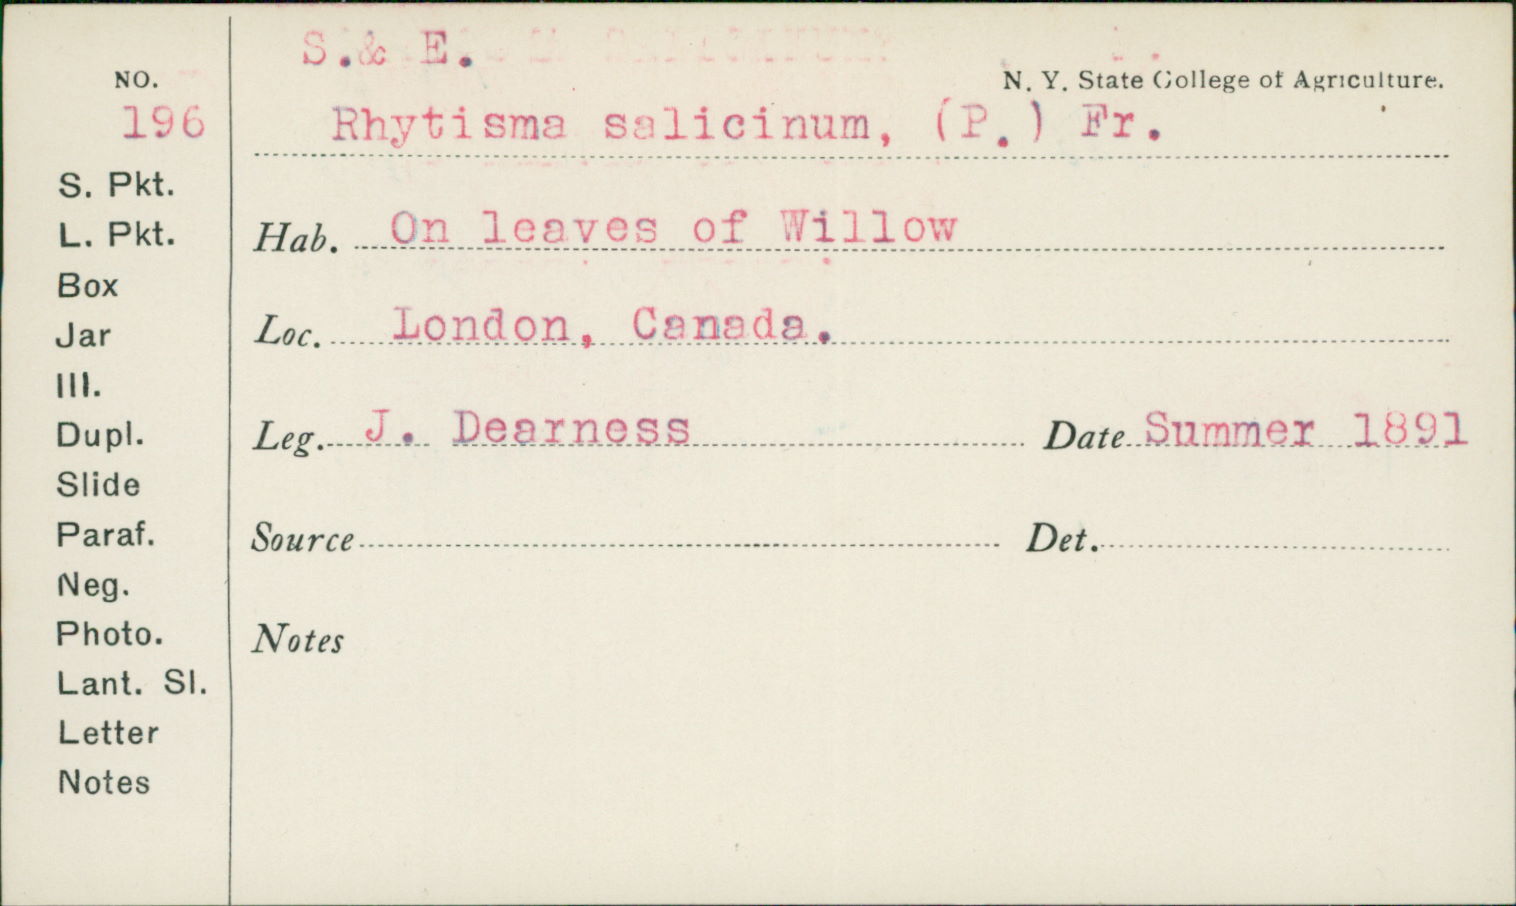 S.& E.
NO.
N. Y. State College of Agriculture.
196
Rhytisma salicinum, (P.) Fr.
S. Pkt.
L. Pkt.
Hab. On leaves of Willow
Box
Jar
Loc. London, Canada.
Ill.
Dupl.
Leg. J. Dearness Date Summer 1891
Slide
Paraf.
Source Det.
Neg.
Photo.
Notes
Lant. Sl.
Letter
Notes